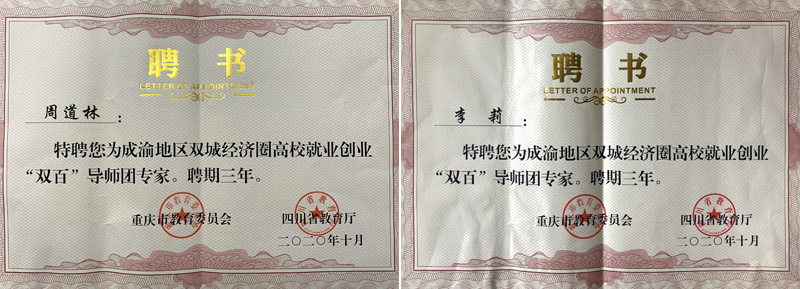 聘 书
LETTER OF APPOINTMENT
周道林：
特聘您为成渝地区双城经济圈高校就业创业
“双百”导师团专家。聘期三年。
重庆市教育委员会 四川省教育厅
二〇二〇年十月
聘 书
LETTER OF APPOINTMENT
李 莉：
特聘您为成渝地区双城经济圈高校就业创业
“双百”导师团专家。聘期三年。
重庆市教育委员会 四川省教育厅
二〇二〇年十月